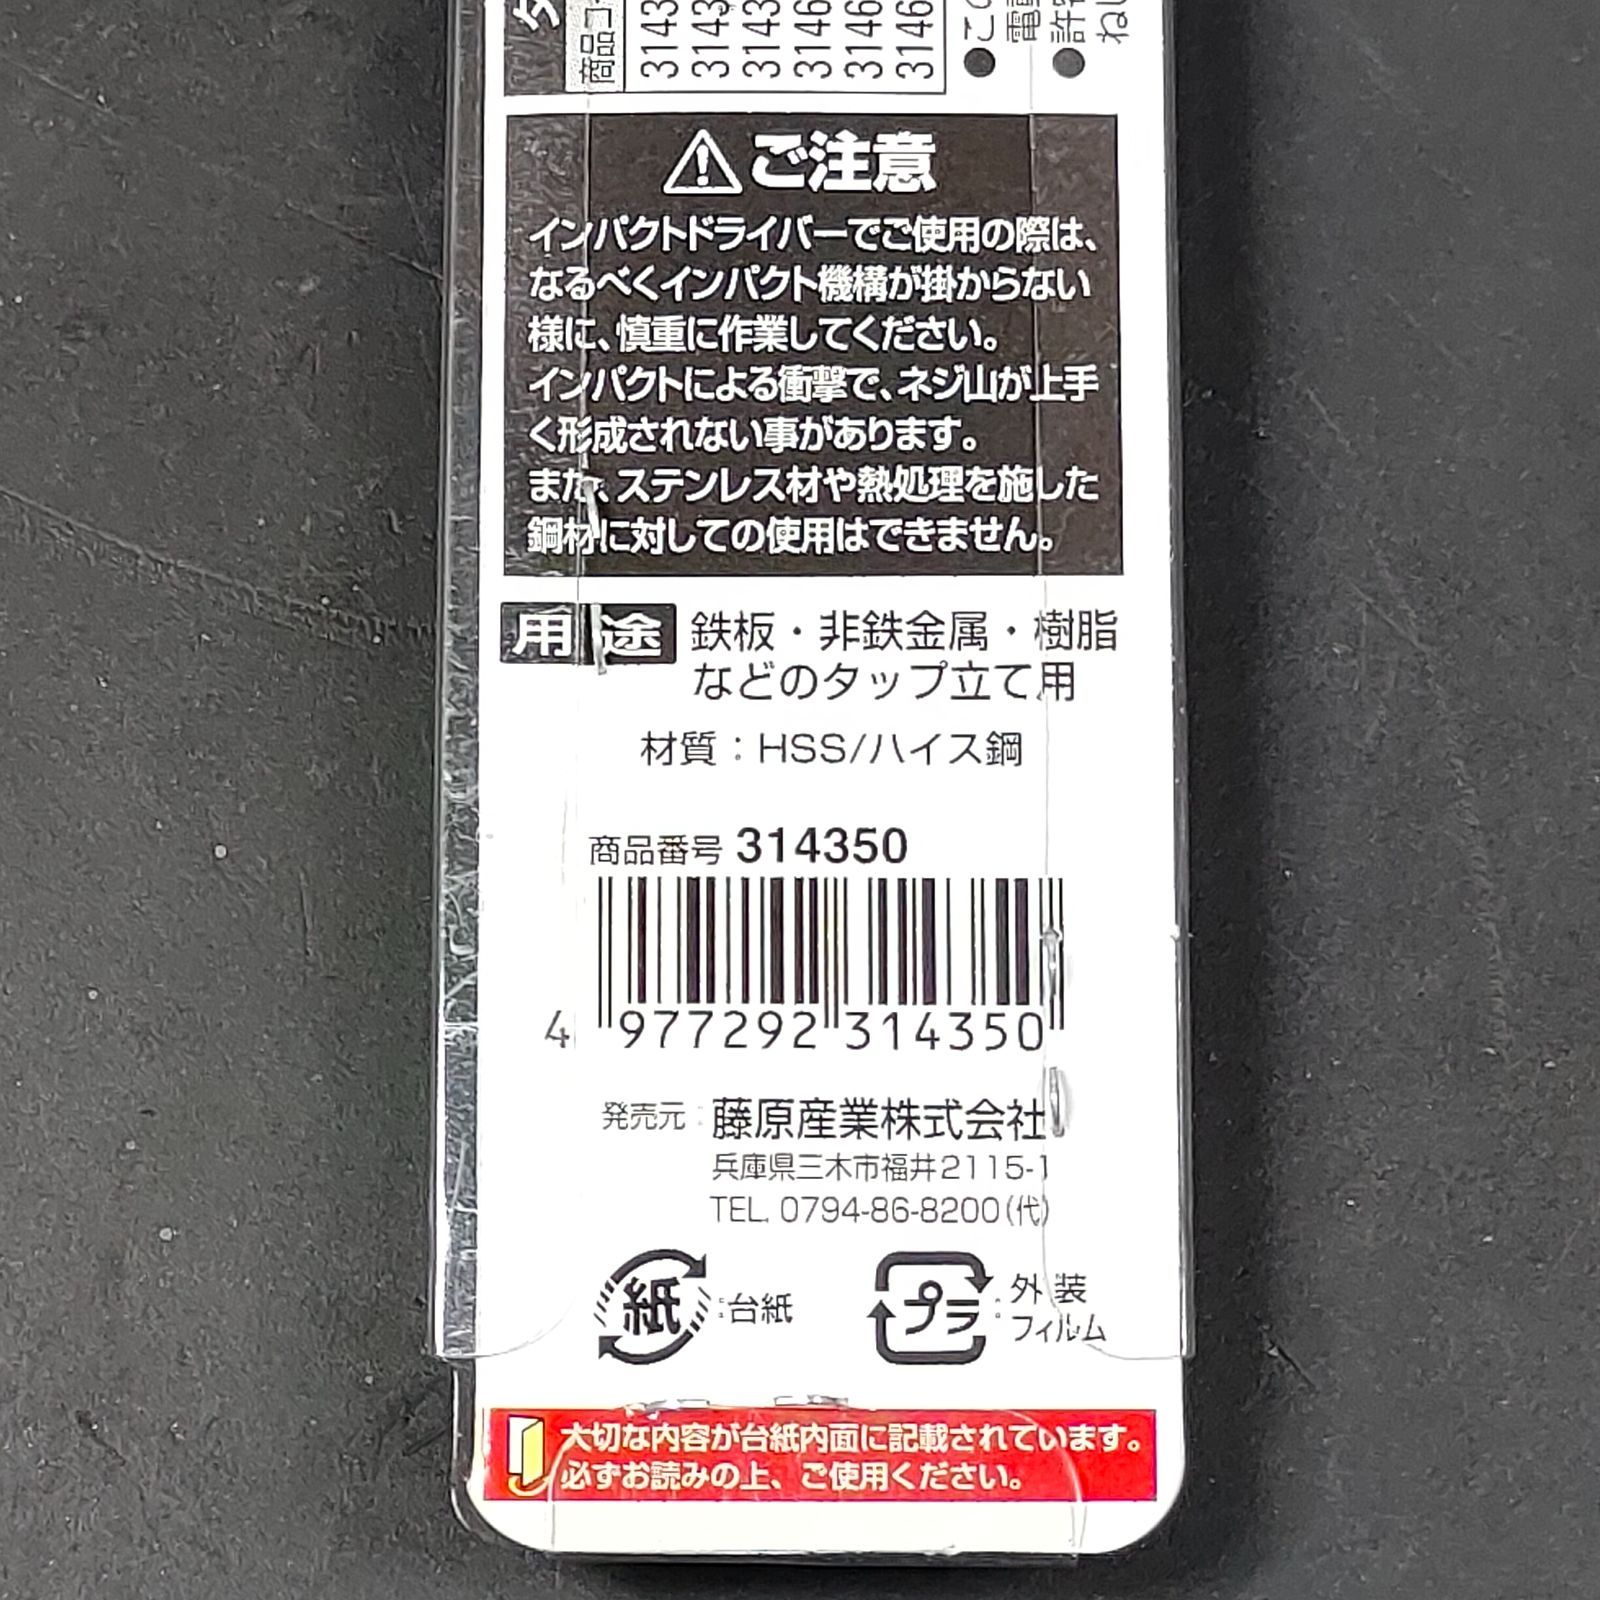 商品コ
3143
3143
3143
3146
3146
3146
ご注意
インパクトドライバーでご使用の際は、
なるべくインパクト機構が掛からない
様に、慎重に作業してください。
インパクトによる衝撃で、ネジ山が上手
く形成されない事があります。
また、ステンレス材や熱処理を施した
鋼材に対しての使用はできません。
用途 鉄板・非鉄金属・樹脂
などのタップ立て用
材質：HSS/ハイス鋼
商品番号 314350
4 977292 314350
発売元：藤原産業株式会社
兵庫県三木市福井2115-1
TEL. 0794-86-8200(代)
紙：台紙
プラ：外装
フィルム
大切な内容が台紙内面に記載されています。
必ずお読みの上、ご使用ください。